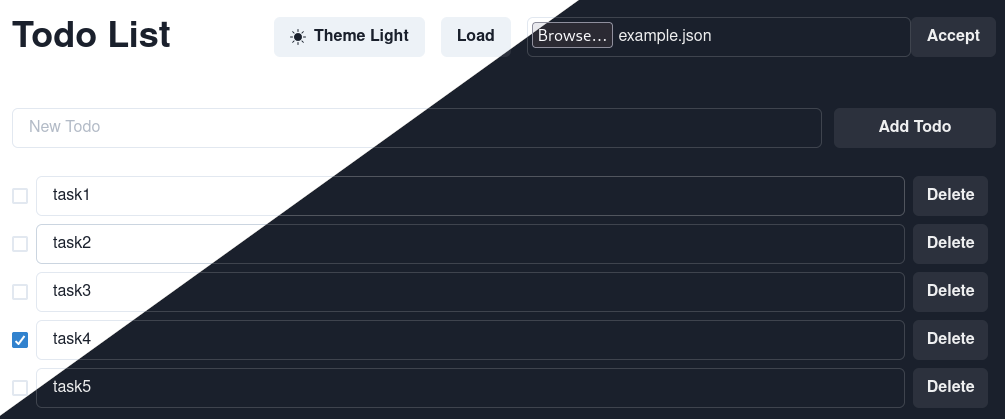 Todo List
Theme Light
Load
Browse... example.json
Accept
New Todo
Add Todo
task1
Delete
task2
Delete
task3
Delete
task4
Delete
task5
Delete